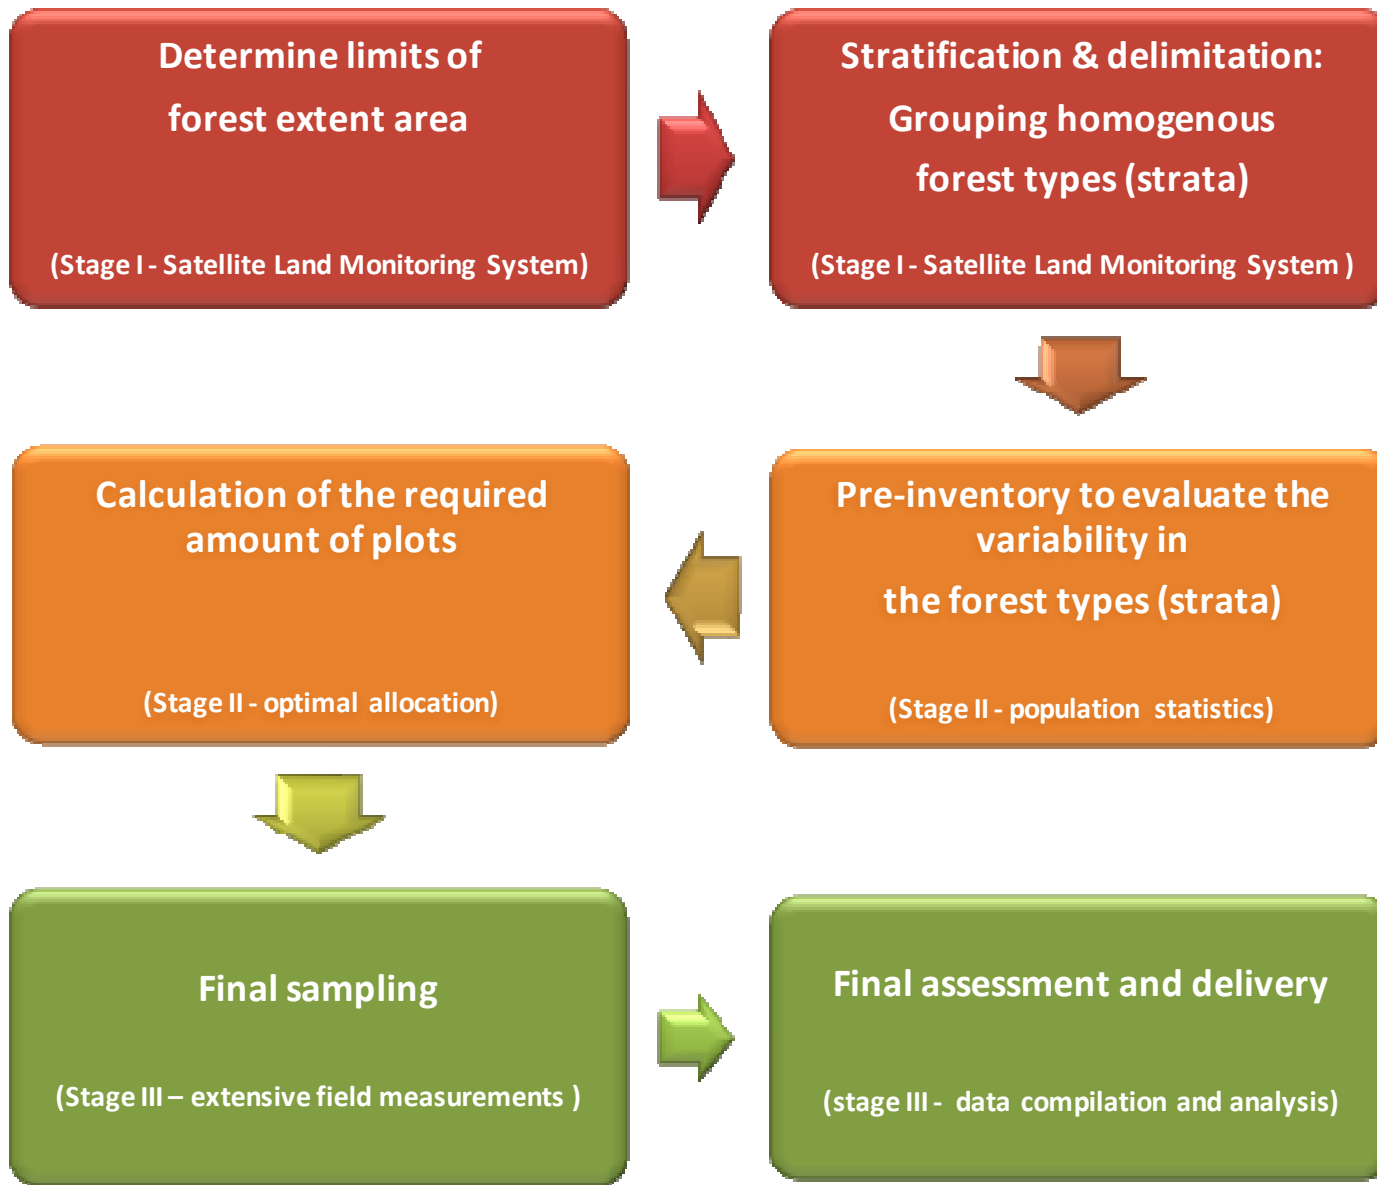 Determine limits of
forest extent area
(Stage I - Satellite Land Monitoring System)
Stratification & delimitation:
Grouping homogenous
forest types (strata)
(Stage I - Satellite Land Monitoring System )
Pre-inventory to evaluate the
variability in
the forest types (strata)
(Stage II - population statistics)
Calculation of the required
amount of plots
(Stage II - optimal allocation)
Final sampling
(Stage III – extensive field measurements )
Final assessment and delivery
(stage III - data compilation and analysis)